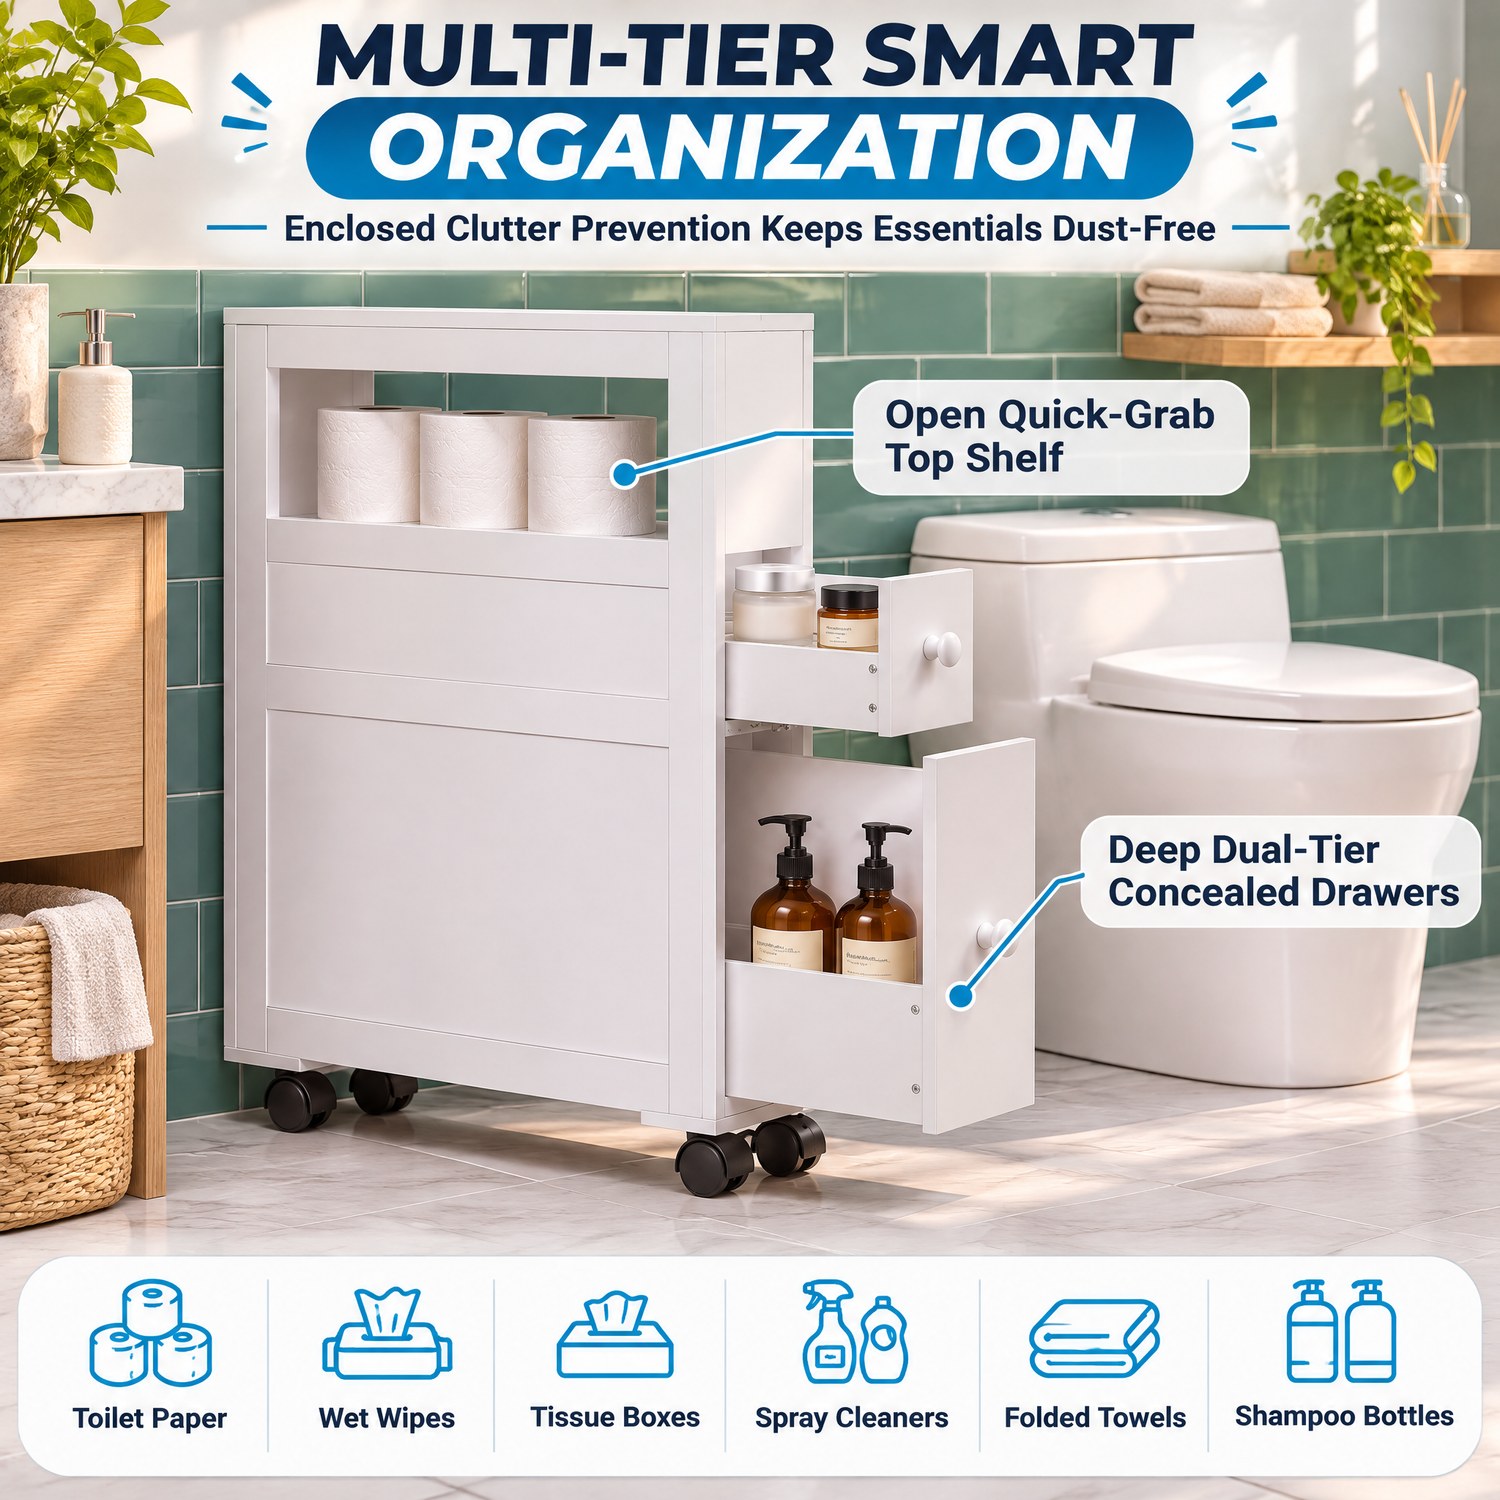 MULTI-TIER SMART
ORGANIZATION
Enclosed Clutter Prevention Keeps Essentials Dust-Free
Open Quick-Grab
Top Shelf
Deep Dual-Tier
Concealed Drawers
Toilet Paper
Wet Wipes
Tissue Boxes
Spray Cleaners
Folded Towels
Shampoo Bottles